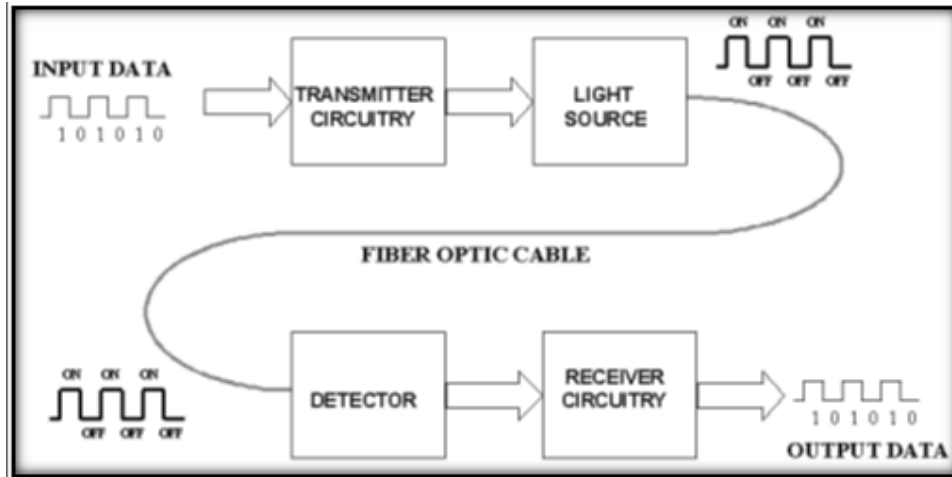 ON ON ON
OFF OFF OFF
INPUT DATA
1 0 1 0 1 0
TRANSMITTER
CIRCUITRY
LIGHT
SOURCE
FIBER OPTIC CABLE
ON ON ON
OFF OFF OFF
DETECTOR
RECEIVER
CIRCUITRY
1 0 1 0 1 0
OUTPUT DATA